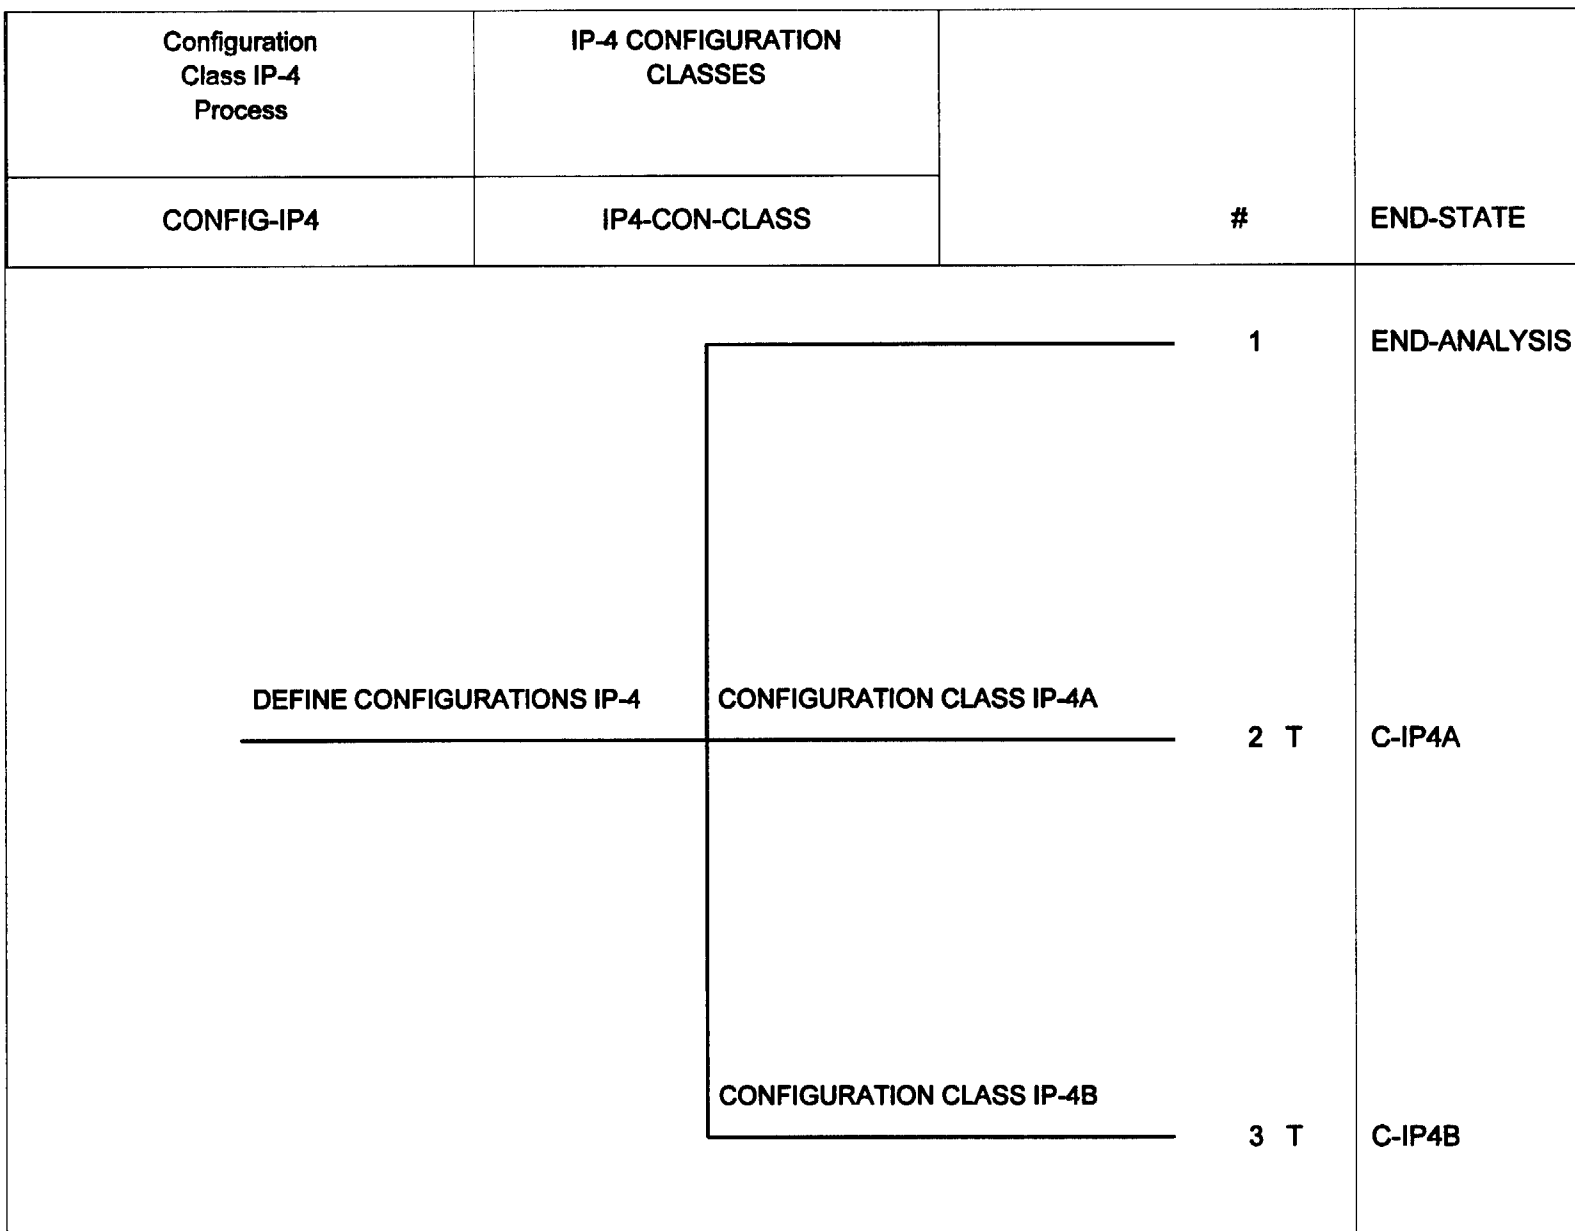 Configuration
Class IP-4
Process
IP-4 CONFIGURATION
CLASSES
CONFIG-IP4
IP4-CON-CLASS
#
END-STATE
1
END-ANALYSIS
DEFINE CONFIGURATIONS IP-4
CONFIGURATION CLASS IP-4A
2 T
C-IP4A
CONFIGURATION CLASS IP-4B
3 T
C-IP4B